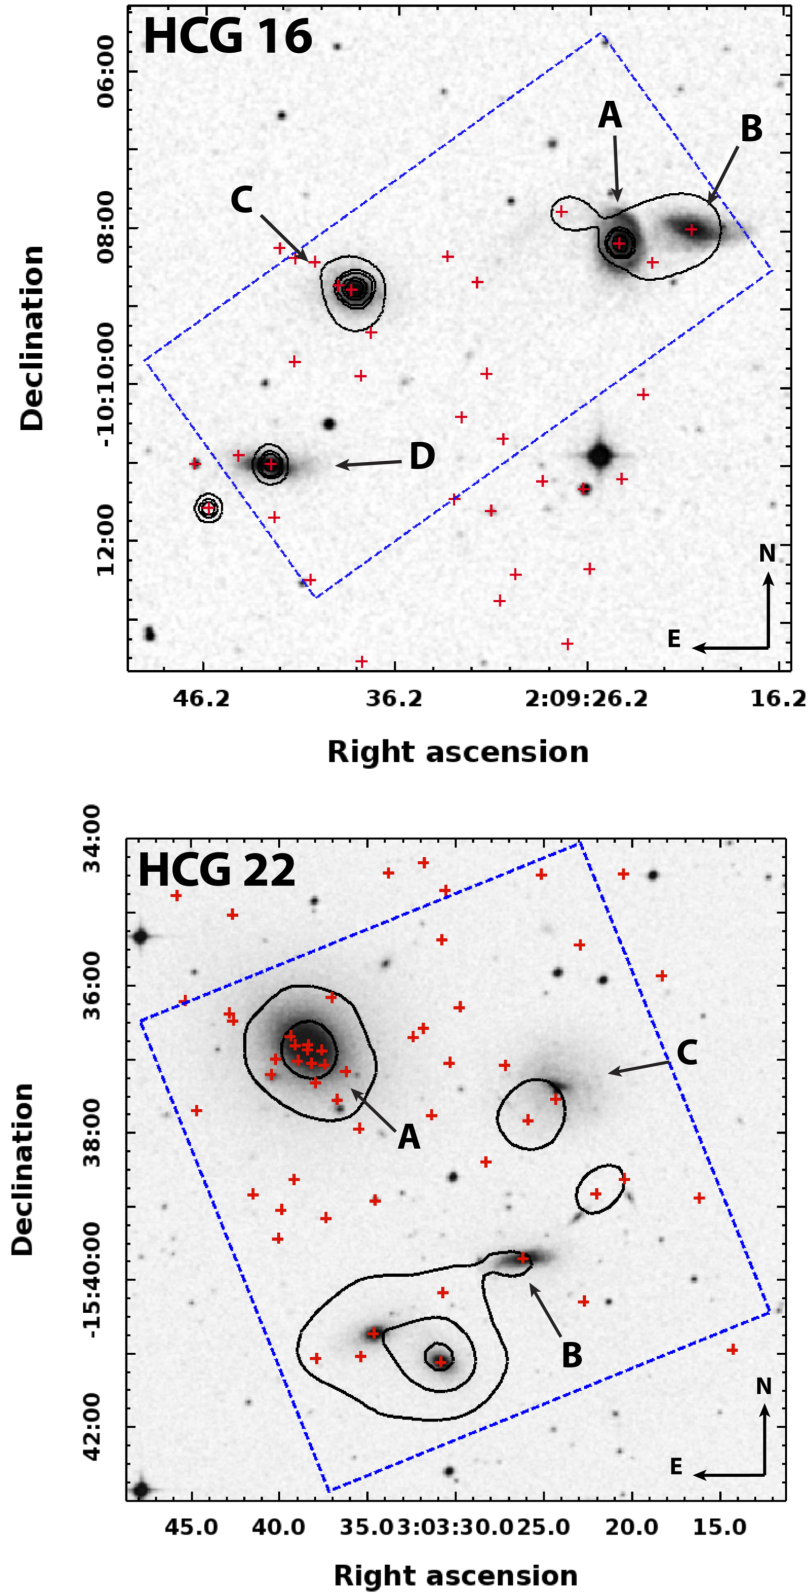 HCG 16
06:00
A
B
C
08:00
Declination
-10:10:00
D
12:00
N
E
46.2 36.2 2:09:26.2 16.2
Right ascension
34:00
HCG 22
36:00
C
A
38:00
Declination
-15:40:00
B
42:00
N
E
45.0 40.0 35.0 3:03:30.0 25.0 20.0 15.0
Right ascension